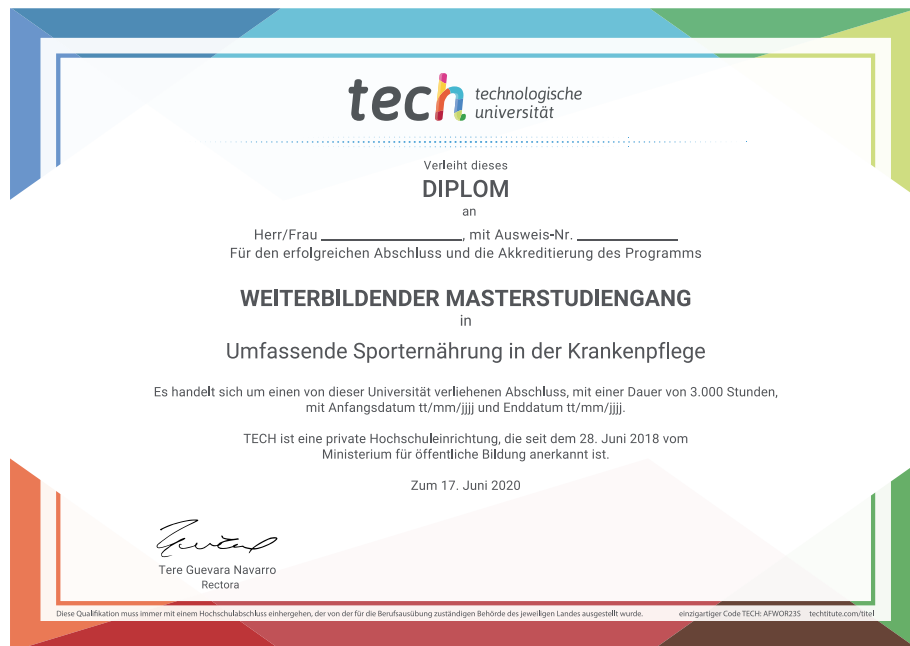 tech technologische
universität
Verleiht dieses
DIPLOM
an
Herr/Frau ____________, mit Ausweis-Nr. ____________
Für den erfolgreichen Abschluss und die Akkreditierung des Programms
WEITERBILDENDER MASTERSTUDIENGANG
in
Umfassende Sporternährung in der Krankenpflege
Es handelt sich um einen von dieser Universität verliehenen Abschluss, mit einer Dauer von 3.000 Stunden,
mit Anfangsdatum tt/mm/jjjj und Enddatum tt/mm/jjjj.
TECH ist eine private Hochschuleinrichtung, die seit dem 28. Juni 2018 vom
Ministerium für öffentliche Bildung anerkannt ist.
Zum 17. Juni 2020
Tere Guevara Navarro
Rectora
Diese Qualifikation muss immer mit einem Hochschulabschluss einhergehen, der von der für die Berufsausübung zuständigen Behörde des jeweiligen Landes ausgestellt wurde. einzigartiger Code TECH: AFWOR23S techtitute.com/titel